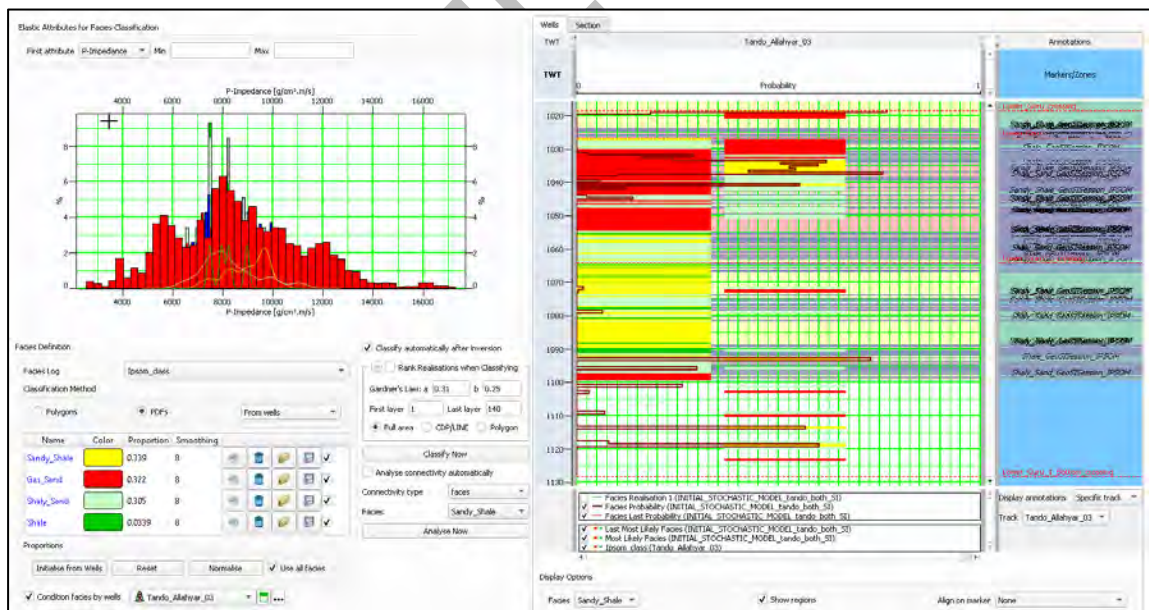 Elastic Attributes for Facies Classification
First attribute P-Impedance Min Max
P-Impedance [g/cm³.m/s]
4000 6000 8000 10000 12000 14000 16000
8 8
6 6
% %
4 4
2 2
0 0
4000 6000 8000 10000 12000 14000 16000
P-Impedance [g/cm³.m/s]
Facies Definition
Facies Log Ipsom_class
Classification Method
Polygons PDFs From wells
Name Color Proportion Smoothing
Sandy_Shale 0.339 8
Gas_Sand 0.322 8
Shaly_Sand 0.305 8
Shale 0.0339 8
Proportions
Initialise from Wells Reset Normalise Use all facies
Condition facies by wells Tando_Allahyar_03 ...
Classify automatically after Inversion
Rank Realisations when Classifying
Gardner's Law: a 0.31 b 0.25
First layer 1 Last layer 140
Full area CDP/LINE Polygon
Classify Now
Analyse connectivity automatically
Connectivity type faces
Facies Sandy_Shale
Analyse Now
Wells Section
TWT Tando_Allahyar_03 Annotations
TWT Markers/Zones
0 Probability 1
1020
1030
1040
1050
1060
1070
1080
1090
1100
1110
1120
1130
Facies Realisation 1 (INITIAL_STOCHASTIC_MODEL_tando_both_SI)
Facies Probability (INITIAL_STOCHASTIC_MODEL_tando_both_SI)
Facies Last Probability (INITIAL_STOCHASTIC_MODEL_tando_both_SI)
Last Most Likely Facies (INITIAL_STOCHASTIC_MODEL_tando_both_SI)
Most Likely Facies (INITIAL_STOCHASTIC_MODEL_tando_both_SI)
Ipsom_class (Tando_Allahyar_03)
Display annotations Specific track
Track Tando_Allahyar_03
Display Options
Facies Sandy_Shale Show regions Align on marker None